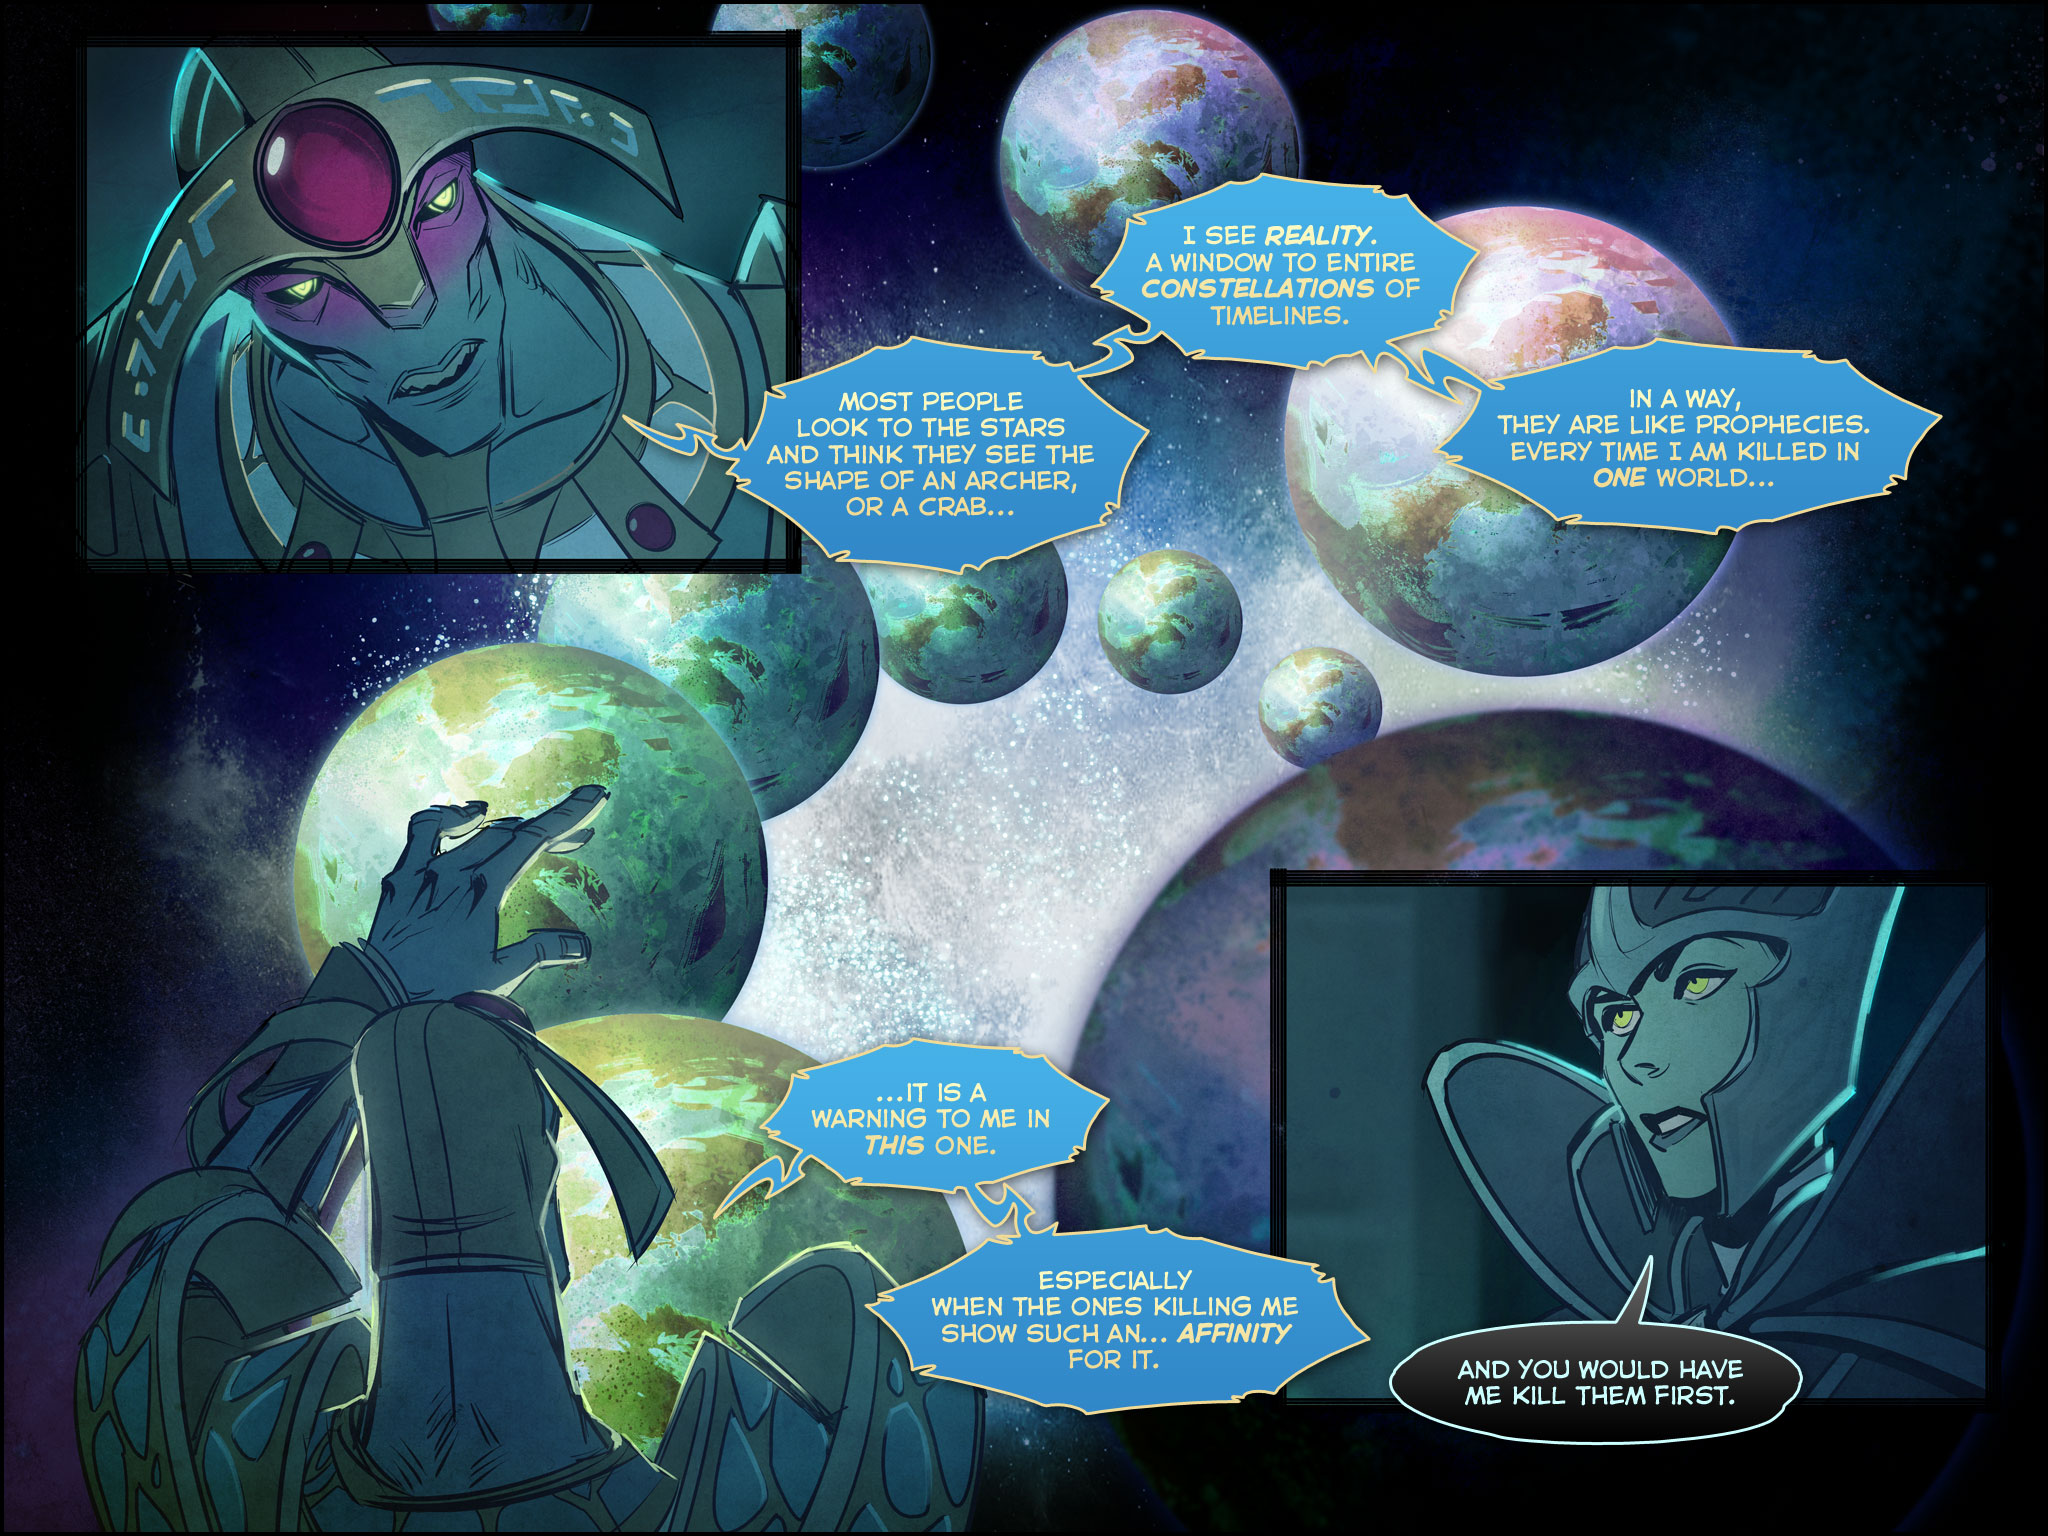 MOST PEOPLE
LOOK TO THE STARS
AND THINK THEY SEE THE
SHAPE OF AN ARCHER,
OR A CRAB...
I SEE REALITY.
A WINDOW TO ENTIRE
CONSTELLATIONS OF
TIMELINES.
IN A WAY,
THEY ARE LIKE PROPHECIES.
EVERY TIME I AM KILLED IN
ONE WORLD...
...IT IS A
WARNING TO ME IN
THIS ONE.
ESPECIALLY
WHEN THE ONES KILLING ME
SHOW SUCH AN... AFFINITY
FOR IT.
AND YOU WOULD HAVE
ME KILL THEM FIRST.